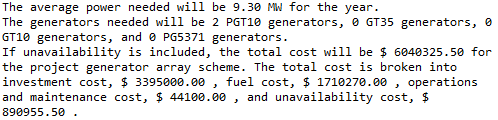 The average power needed will be 9.30 MW for the year.
The generators needed will be 2 PGT10 generators, 0 GT35 generators, 0
GT10 generators, and 0 PG5371 generators.
If unavailability is included, the total cost will be $ 6040325.50 for
the project generator array scheme. The total cost is broken into
investment cost, $ 3395000.00 , fuel cost, $ 1710270.00 , operations
and maintenance cost, $ 44100.00 , and unavailability cost, $
890955.50 .